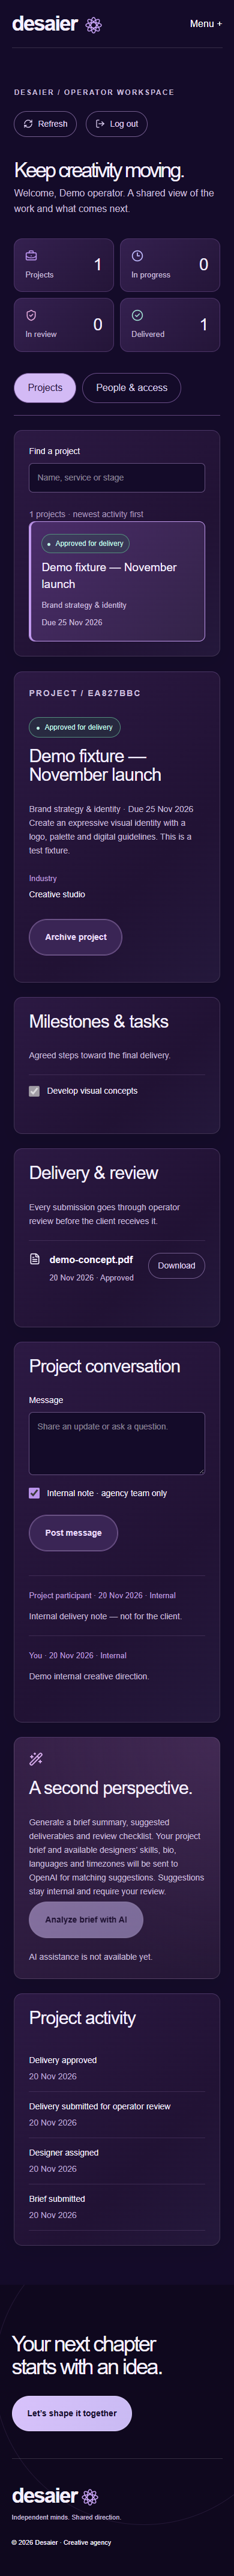 desaier
Menu +
DESAIER / OPERATOR WORKSPACE
Refresh
Log out
Keep creativity moving.
Welcome, Demo operator. A shared view of the
work and what comes next.
Projects
1
In progress
0
In review
0
Delivered
1
Projects
People & access
Find a project
Name, service or stage
1 projects · newest activity first
Approved for delivery
Demo fixture — November
launch
Brand strategy & identity
Due 25 Nov 2026
PROJECT / EA827BBC
Approved for delivery
Demo fixture —
November launch
Brand strategy & identity · Due 25 Nov 2026
Create an expressive visual identity with a
logo, palette and digital guidelines. This is a
test fixture.
Industry
Creative studio
Archive project
Milestones & tasks
Agreed steps toward the final delivery.
Develop visual concepts
Delivery & review
Every submission goes through operator
review before the client receives it.
demo-concept.pdf
20 Nov 2026 · Approved
Download
Project conversation
Message
Share an update or ask a question.
Internal note · agency team only
Post message
Project participant · 20 Nov 2026 · Internal
Internal delivery note — not for the client.
You · 20 Nov 2026 · Internal
Demo internal creative direction.
A second perspective.
Generate a brief summary, suggested
deliverables and review checklist. Your project
brief and available designers' skills, bio,
languages and timezones will be sent to
OpenAI for matching suggestions. Suggestions
stay internal and require your review.
Analyze brief with AI
AI assistance is not available yet.
Project activity
Delivery approved
20 Nov 2026
Delivery submitted for operator review
20 Nov 2026
Designer assigned
20 Nov 2026
Brief submitted
20 Nov 2026
Your next chapter
starts with an idea.
Let's shape it together
desaier
Independent minds. Shared direction.
© 2026 Desaier · Creative agency